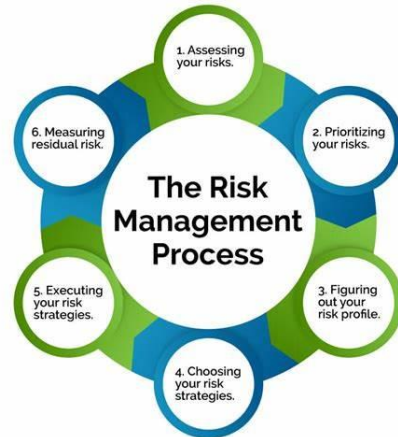 The Risk
Management
Process
1. Assessing
your risks.
2. Prioritizing
your risks.
3. Figuring
out your
risk profile.
4. Choosing
your risk
strategies.
5. Executing
your risk
strategies.
6. Measuring
residual risk.